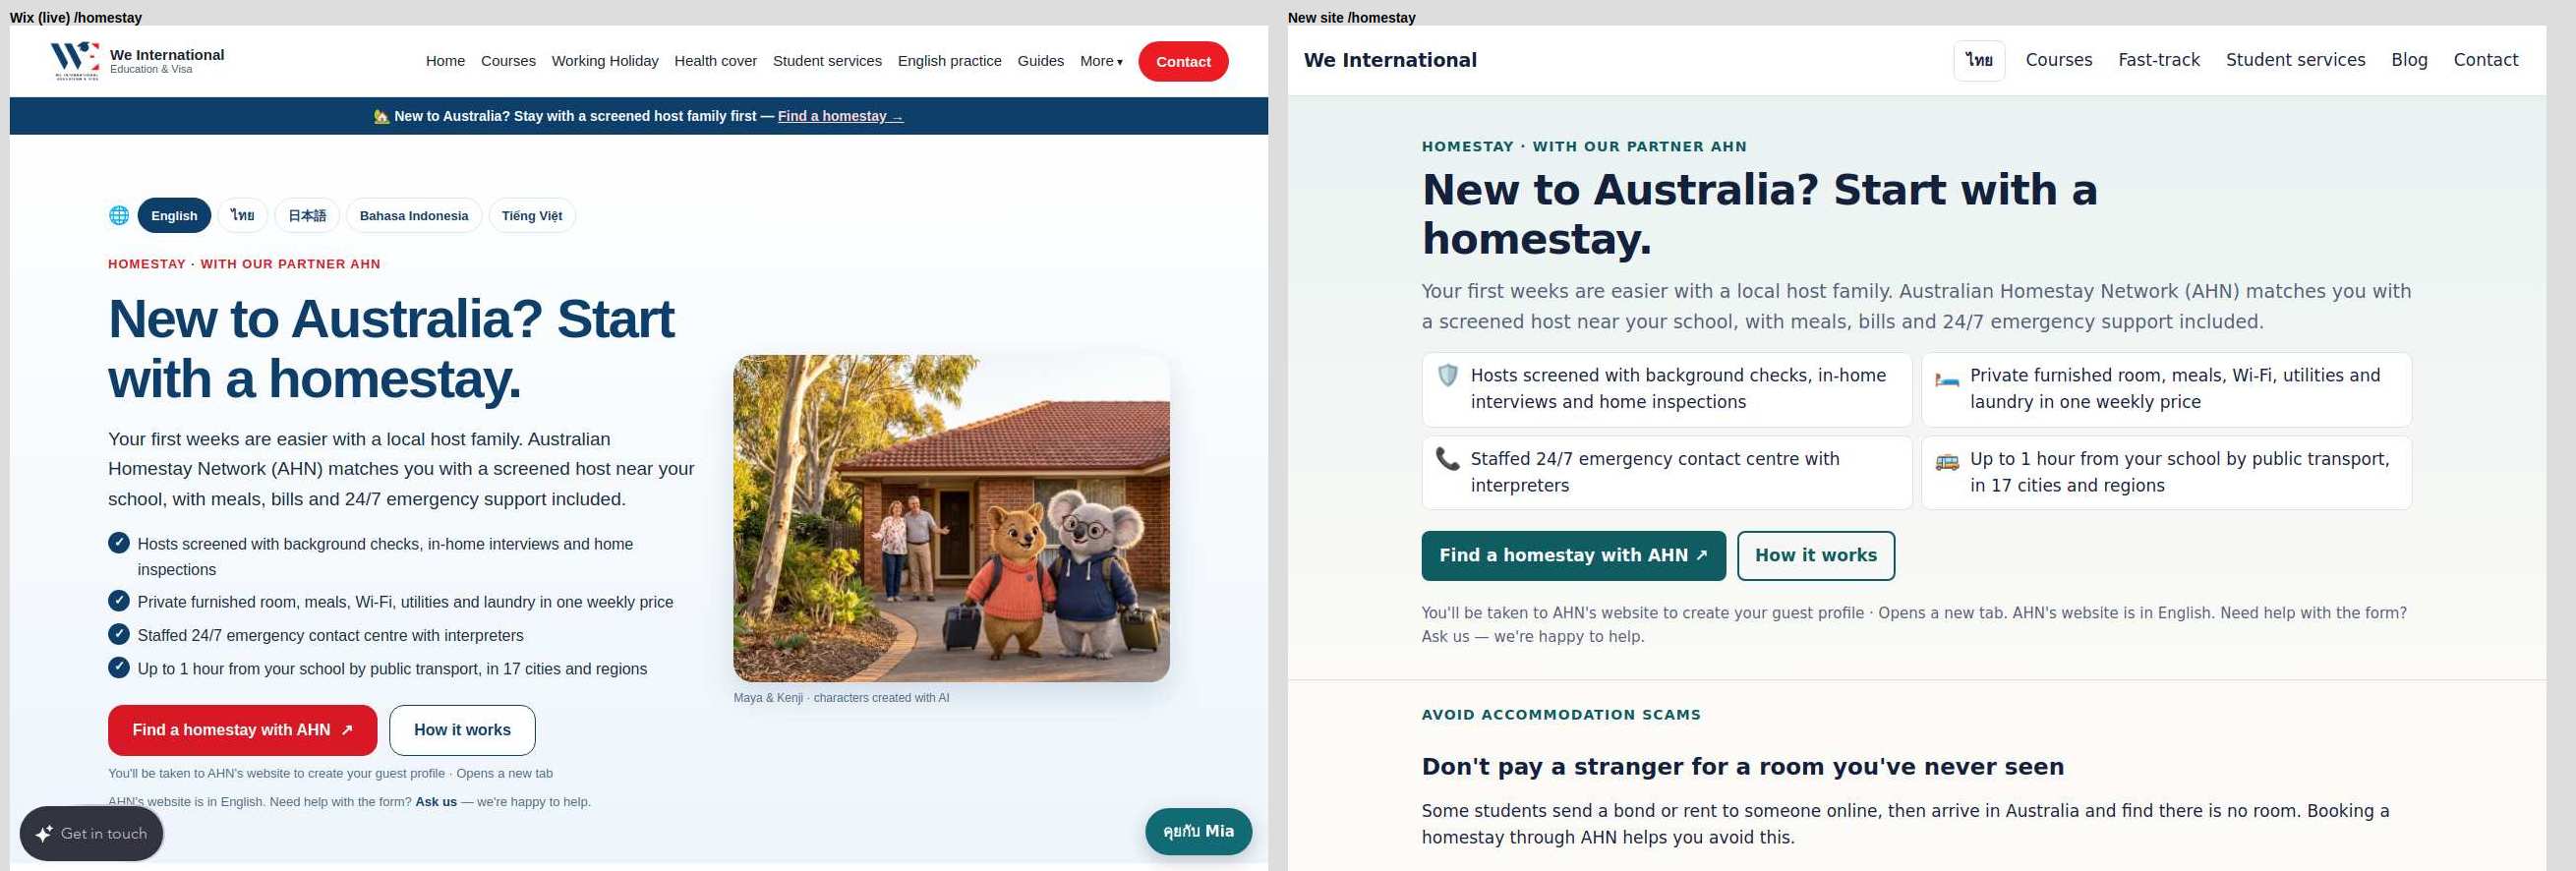 Wix (live) /homestay
We International
Education & Visa
Home Courses Working Holiday Health cover Student services English practice Guides More ▾ Contact
🏡 New to Australia? Stay with a screened host family first — Find a homestay →
🌐 English ไทย 日本語 Bahasa Indonesia Tiếng Việt
HOMESTAY · WITH OUR PARTNER AHN
New to Australia? Start
with a homestay.
Your first weeks are easier with a local host family. Australian
Homestay Network (AHN) matches you with a screened host near your
school, with meals, bills and 24/7 emergency support included.
✓ Hosts screened with background checks, in-home interviews and home
inspections
✓ Private furnished room, meals, Wi-Fi, utilities and laundry in one weekly price
✓ Staffed 24/7 emergency contact centre with interpreters
✓ Up to 1 hour from your school by public transport, in 17 cities and regions
Find a homestay with AHN ↗ How it works
You'll be taken to AHN's website to create your guest profile · Opens a new tab
AHN's website is in English. Need help with the form? Ask us — we're happy to help.
Maya & Kenji · characters created with AI
Get in touch
คุยกับ Mia
New site /homestay
We International
ไทย Courses Fast-track Student services Blog Contact
HOMESTAY · WITH OUR PARTNER AHN
New to Australia? Start with a
homestay.
Your first weeks are easier with a local host family. Australian Homestay Network (AHN) matches you with
a screened host near your school, with meals, bills and 24/7 emergency support included.
Hosts screened with background checks, in-home
interviews and home inspections
Private furnished room, meals, Wi-Fi, utilities and
laundry in one weekly price
Staffed 24/7 emergency contact centre with
interpreters
Up to 1 hour from your school by public transport,
in 17 cities and regions
Find a homestay with AHN ↗ How it works
You'll be taken to AHN's website to create your guest profile · Opens a new tab. AHN's website is in English. Need help with the form?
Ask us — we're happy to help.
AVOID ACCOMMODATION SCAMS
Don't pay a stranger for a room you've never seen
Some students send a bond or rent to someone online, then arrive in Australia and find there is no room. Booking a
homestay through AHN helps you avoid this.